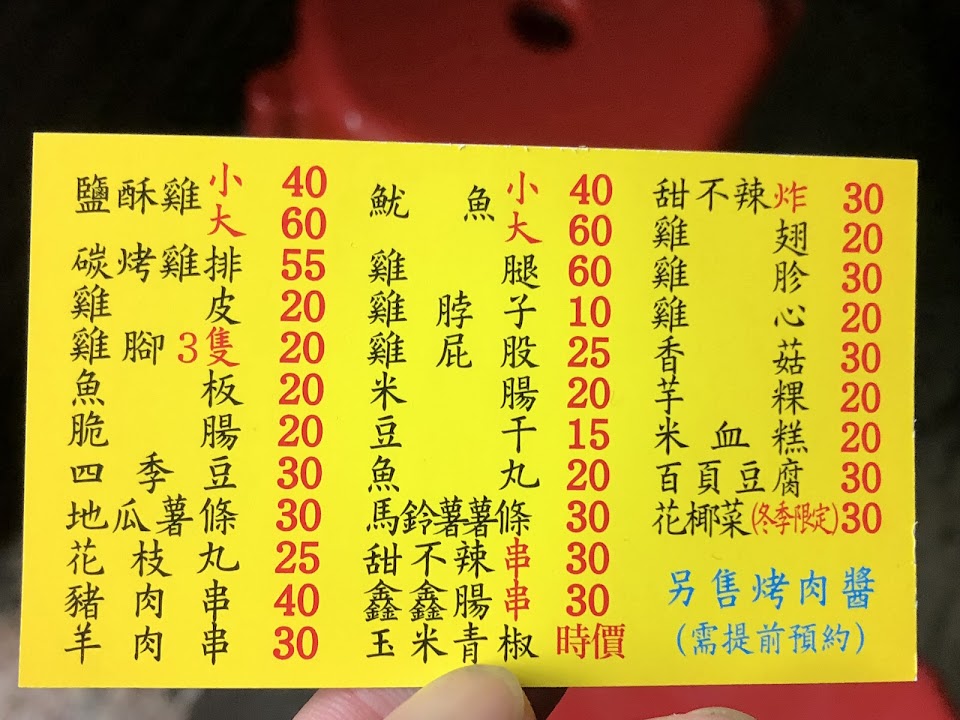 鹽酥雞小 40
大 60
碳烤雞排 55
雞皮 20
雞腳3隻 20
魚板 20
脆腸 20
四季豆 30
地瓜薯條 30
花枝丸 25
豬肉串 40
羊肉串 30
魷魚小 40
大 60
雞腿 60
雞脖子 10
雞屁股 25
米腸 20
豆干 15
魚丸 20
馬鈴薯薯條 30
甜不辣串 30
鑫鑫腸串 30
玉米青椒 時價
甜不辣炸 30
雞翅 20
雞胗 30
雞心 20
香菇 30
芋粿 20
米血糕 20
百頁豆腐 30
花椰菜(冬季限定) 30
另售烤肉醬
(需提前預約)